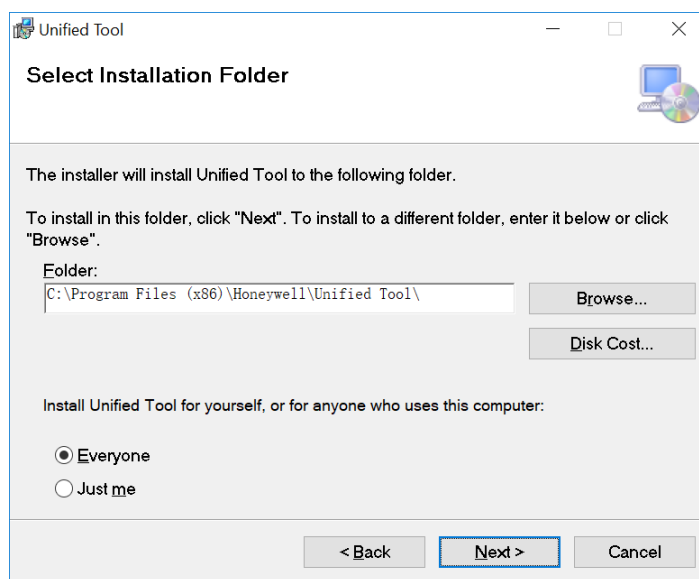 Unified Tool
Select Installation Folder
The installer will install Unified Tool to the following folder.
To install in this folder, click "Next". To install to a different folder, enter it below or click
"Browse".
Folder:
C:\Program Files (x86)\Honeywell\Unified Tool\
Browse...
Disk Cost...
Install Unified Tool for yourself, or for anyone who uses this computer:
Everyone
Just me
< Back
Next >
Cancel